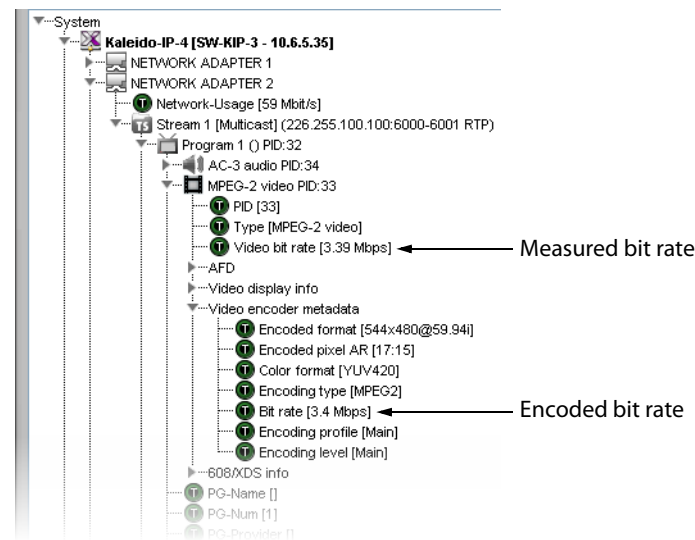 System
Kaleido-IP-4 [SW-KIP-3 - 10.6.5.35]
NETWORK ADAPTER 1
NETWORK ADAPTER 2
Network-Usage [59 Mbit/s]
Stream 1 [Multicast] (226.255.100.100:6000-6001 RTP)
Program 1 () PID:32
AC-3 audio PID:34
MPEG-2 video PID:33
PID [33]
Type [MPEG-2 video]
Video bit rate [3.39 Mbps] Measured bit rate
AFD
Video display info
Video encoder metadata
Encoded format [544x480@59.94i]
Encoded pixel AR [17:15]
Color format [YUV420]
Encoding type [MPEG2]
Bit rate [3.4 Mbps] Encoded bit rate
Encoding profile [Main]
Encoding level [Main]
608/XDS info
PG-Name []
PG-Num [1]
PG-Provider []